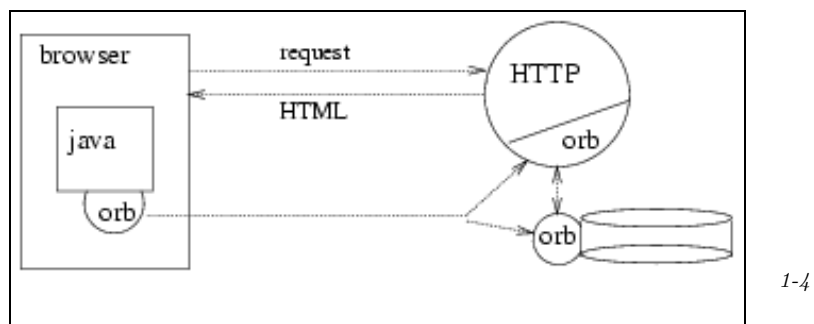 browser
request
HTTP
HTML
java
orb
orb
orb
1-4